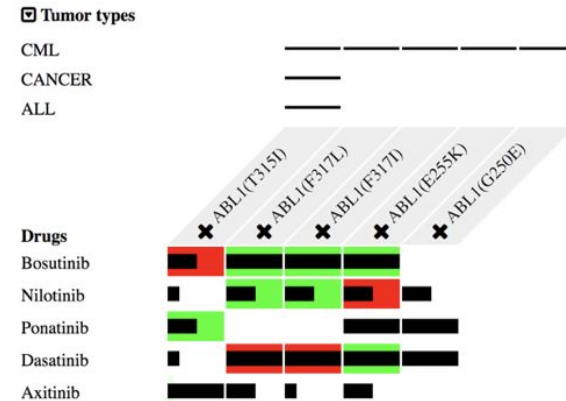 Tumor types
CML
CANCER
ALL
ABL1(T315I)
ABL1(F317L)
ABL1(F317I)
ABL1(E255K)
ABL1(G250E)
Drugs
Bosutinib
Nilotinib
Ponatinib
Dasatinib
Axitinib